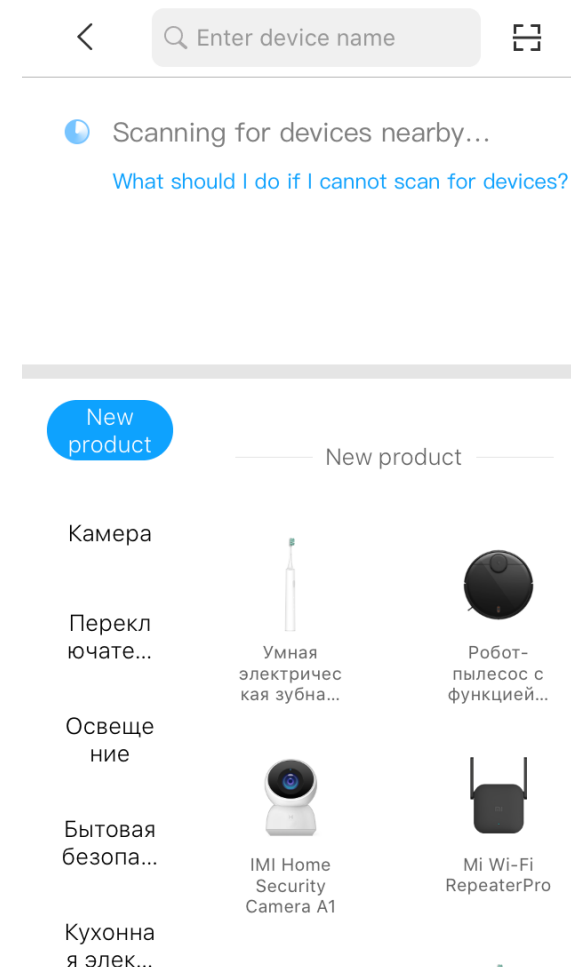 Enter device name
Scanning for devices nearby...
What should I do if I cannot scan for devices?
New
product
New product
Камера
Перекл
ючате...
Освеще
ние
Бытовая
безопа...
Кухонна
я элек...
Умная
электричес
кая зубна...
Робот-
пылесос с
функцией...
IMI Home
Security
Camera A1
Mi Wi-Fi
RepeaterPro